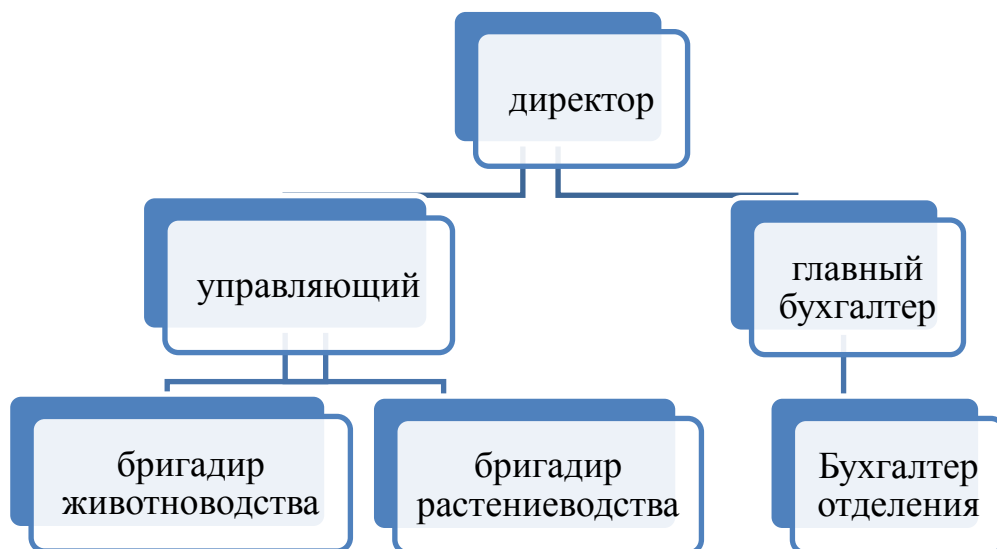 директор
управляющий
главный
бухгалтер
бригадир
животноводства
бригадир
растениеводства
Бухгалтер
отделения